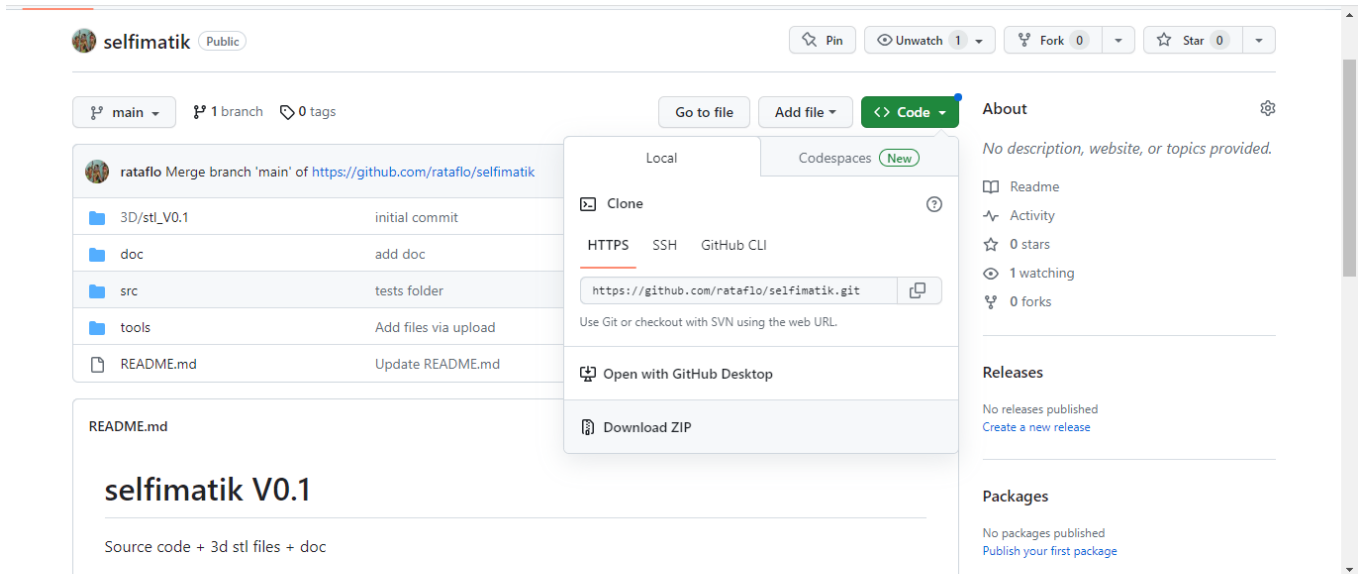 selfimatik Public
Pin
Unwatch 1
Fork 0
Star 0
main
1 branch
0 tags
Go to file
Add file
<> Code
rataflo Merge branch 'main' of https://github.com/rataflo/selfimatik
3D/stl_V0.1 initial commit
doc add doc
src tests folder
tools Add files via upload
README.md Update README.md
Local
Codespaces New
Clone
HTTPS SSH GitHub CLI
https://github.com/rataflo/selfimatik.git
Use Git or checkout with SVN using the web URL.
Open with GitHub Desktop
Download ZIP
README.md
selfimatik V0.1
Source code + 3d stl files + doc
About
No description, website, or topics provided.
Readme
Activity
0 stars
1 watching
0 forks
Releases
No releases published
Create a new release
Packages
No packages published
Publish your first package